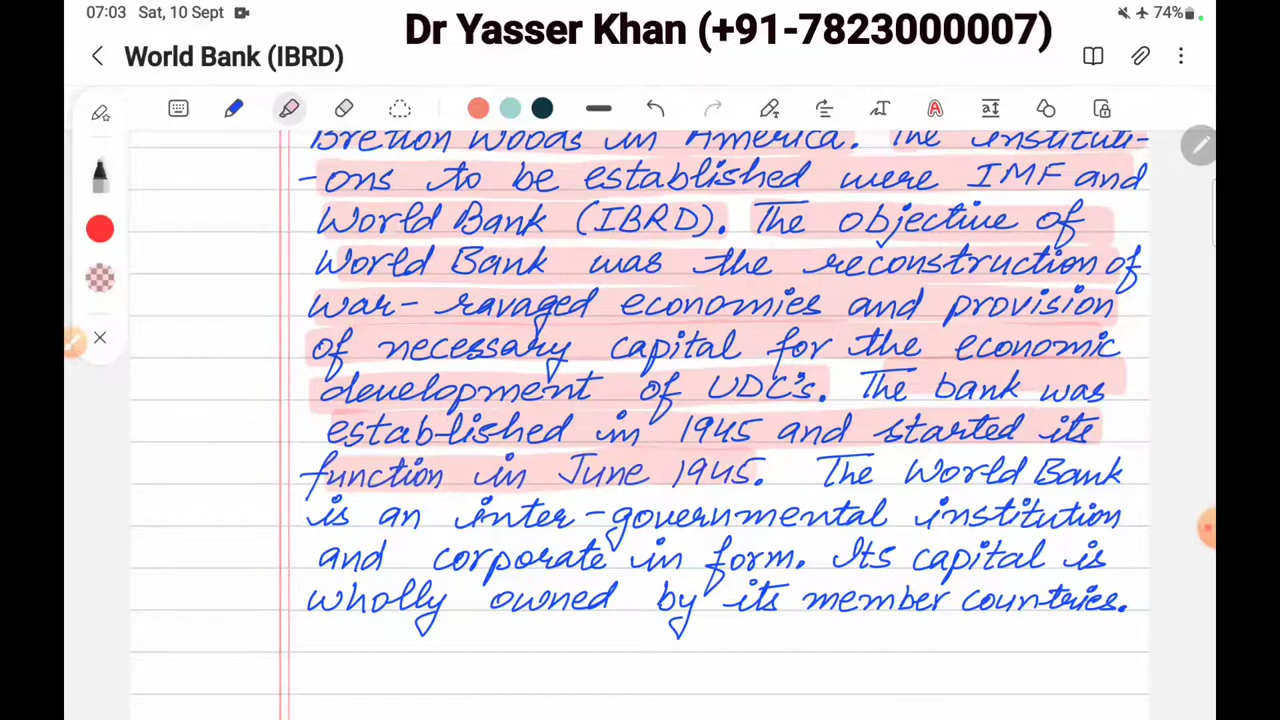 07:03 Sat, 10 Sept
74%
Dr Yasser Khan (+91-7823000007)
World Bank (IBRD)
Bretton Woods in America. The instituti-
-ons to be established were IMF and
World Bank (IBRD). The objective of
World Bank was the reconstruction of
war-ravaged economies and provision
of necessary capital for the economic
development of UDC's. The bank was
established in 1945 and started its
function in June 1945. The World Bank
is an inter-governmental institution
and corporate in form. Its capital is
wholly owned by its member countries.